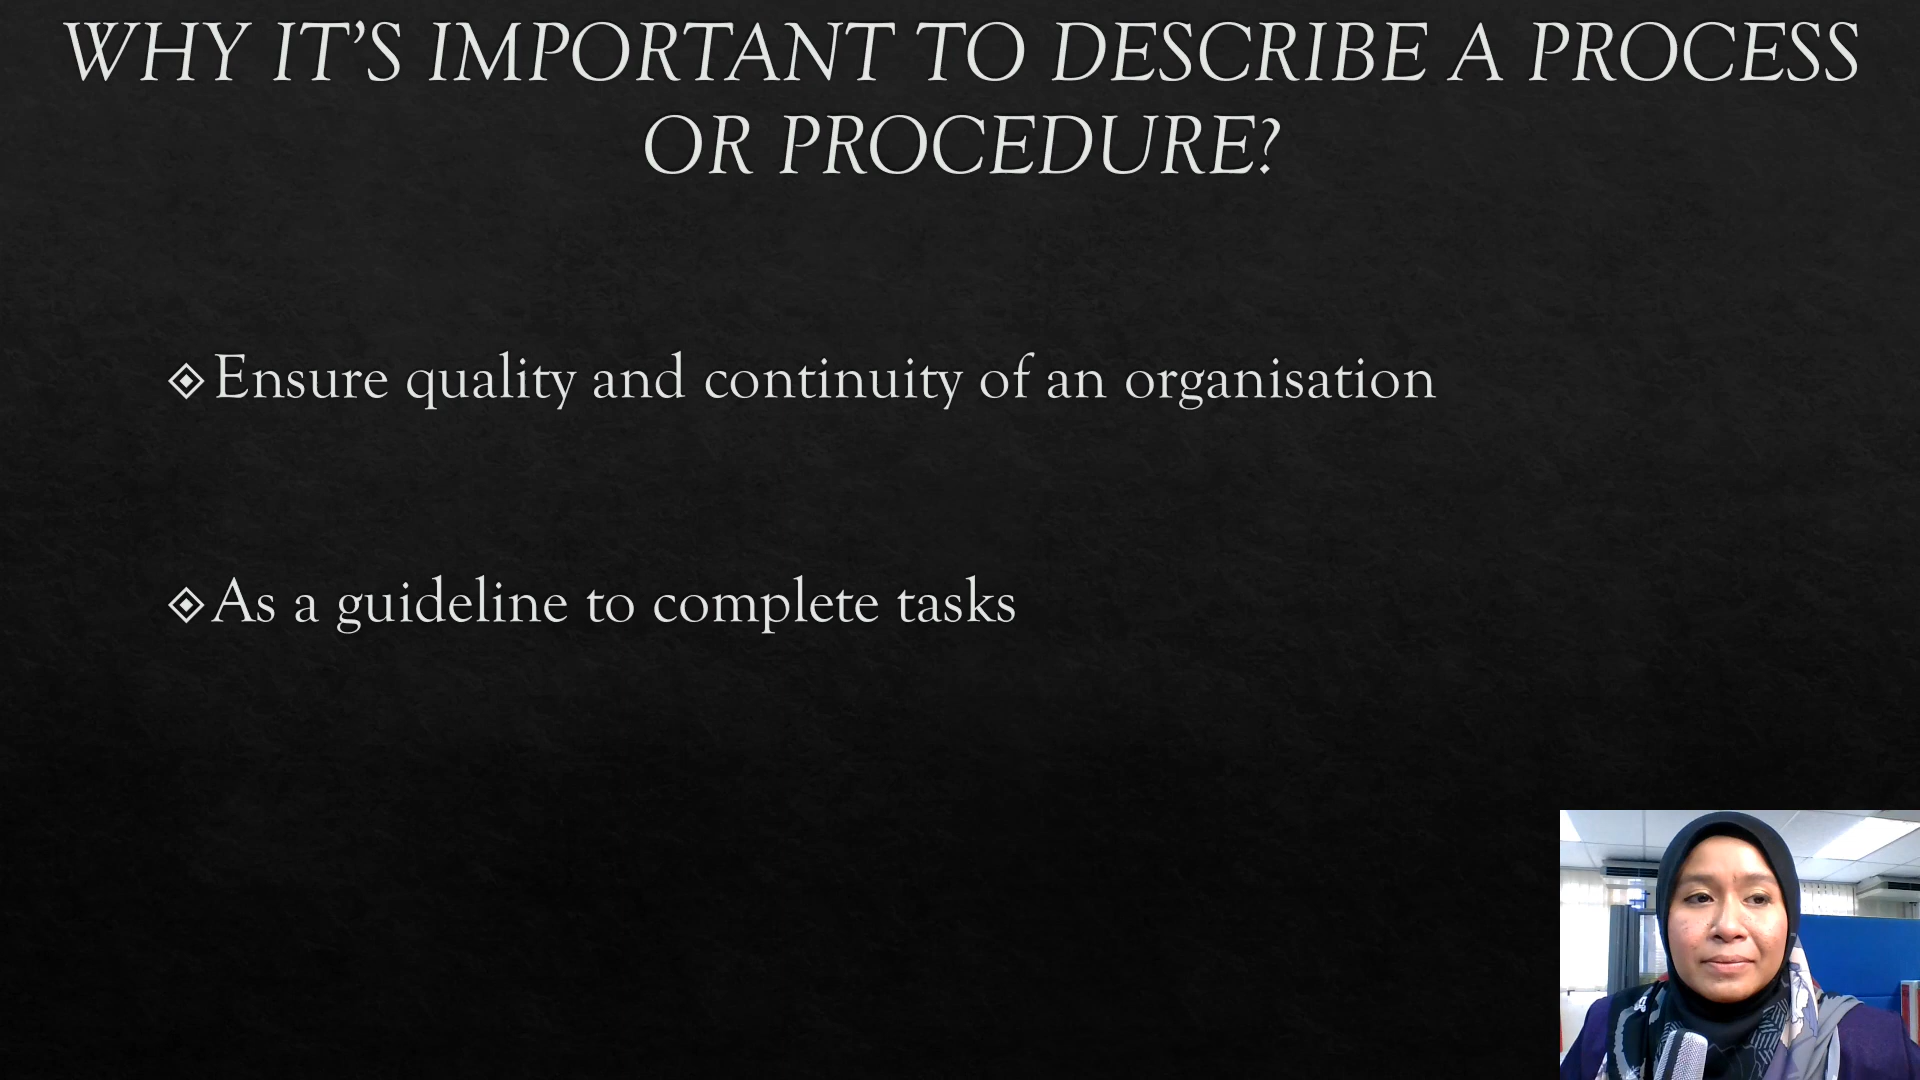 WHY IT’S IMPORTANT TO DESCRIBE A PROCESS
OR PROCEDURE?
Ensure quality and continuity of an organisation
As a guideline to complete tasks